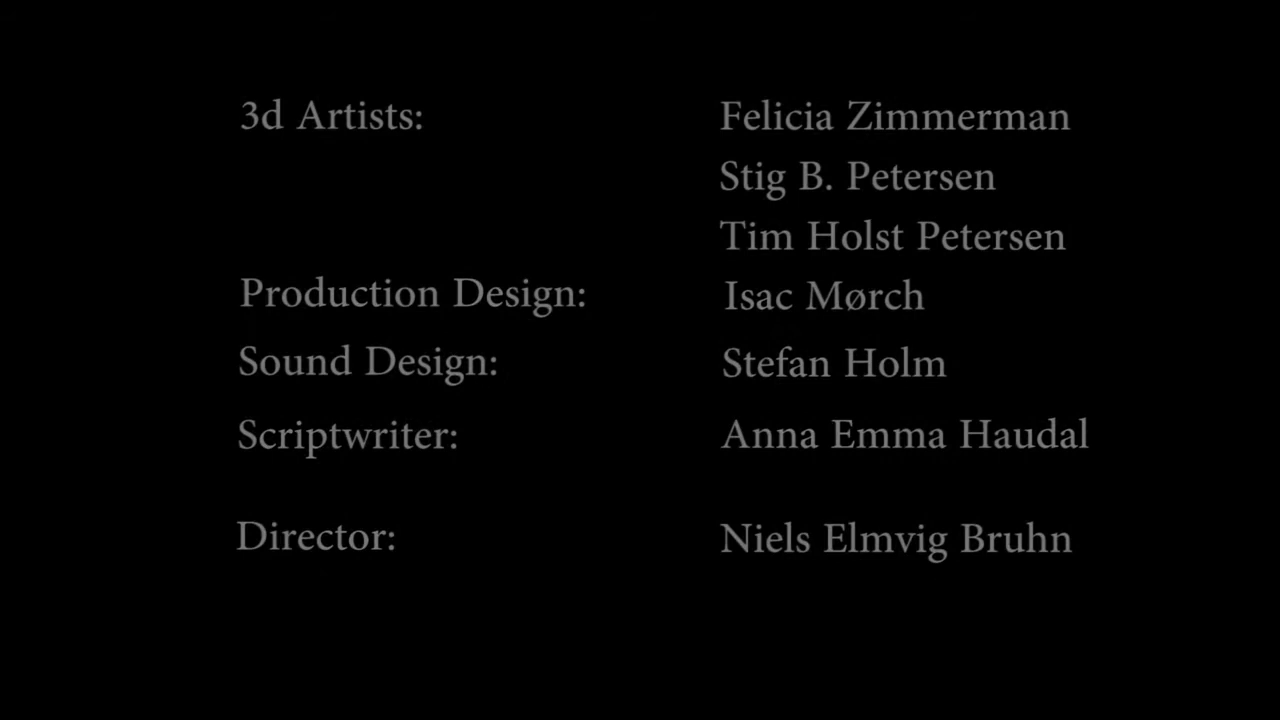 3d Artists: Felicia Zimmerman
Stig B. Petersen
Tim Holst Petersen
Production Design: Isac Mørch
Sound Design: Stefan Holm
Scriptwriter: Anna Emma Haudal
Director: Niels Elmvig Bruhn